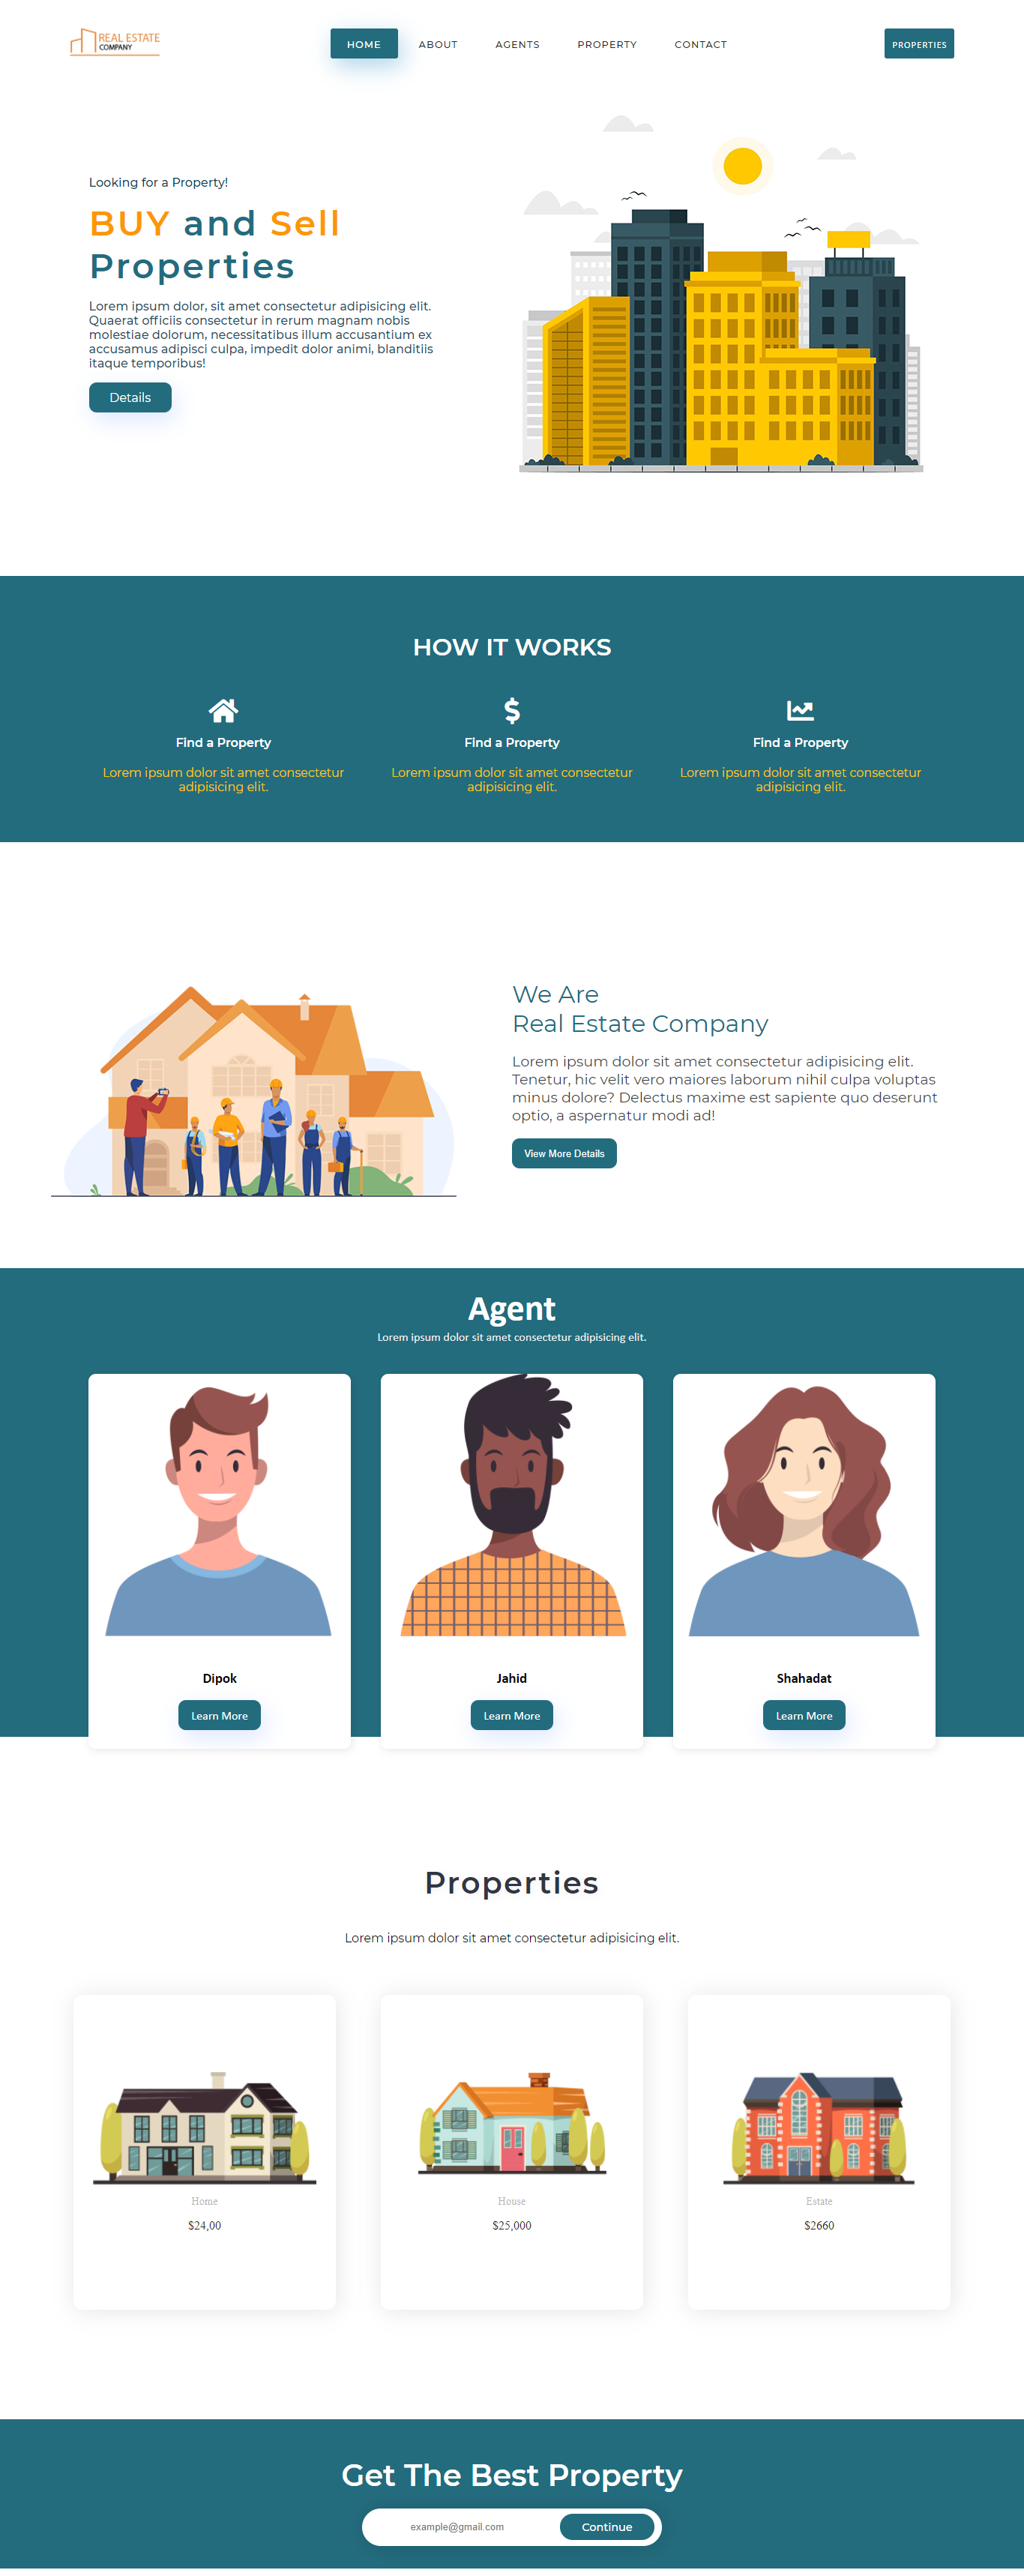 REAL ESTATE
COMPANY
HOME
ABOUT
AGENTS
PROPERTY
CONTACT
PROPERTIES
Looking for a Property!
BUY and Sell
Properties
Lorem ipsum dolor, sit amet consectetur adipisicing elit.
Quaerat officiis consectetur in rerum magnam nobis
molestiae dolorum, necessitatibus illum accusantium ex
accusamus adipisci culpa, impedit dolor animi, blanditiis
itaque temporibus!
Details
HOW IT WORKS
Find a Property
Lorem ipsum dolor sit amet consectetur
adipisicing elit.
Find a Property
Lorem ipsum dolor sit amet consectetur
adipisicing elit.
Find a Property
Lorem ipsum dolor sit amet consectetur
adipisicing elit.
We Are
Real Estate Company
Lorem ipsum dolor sit amet consectetur adipisicing elit.
Tenetur, hic velit vero maiores laborum nihil culpa voluptas
minus dolore? Delectus maxime est sapiente quo deserunt
optio, a aspernatur modi ad!
View More Details
Agent
Lorem ipsum dolor sit amet consectetur adipisicing elit.
Dipok
Learn More
Jahid
Learn More
Shahadat
Learn More
Properties
Lorem ipsum dolor sit amet consectetur adipisicing elit.
Home
$24,00
House
$25,000
Estate
$2660
Get The Best Property
example@gmail.com
Continue